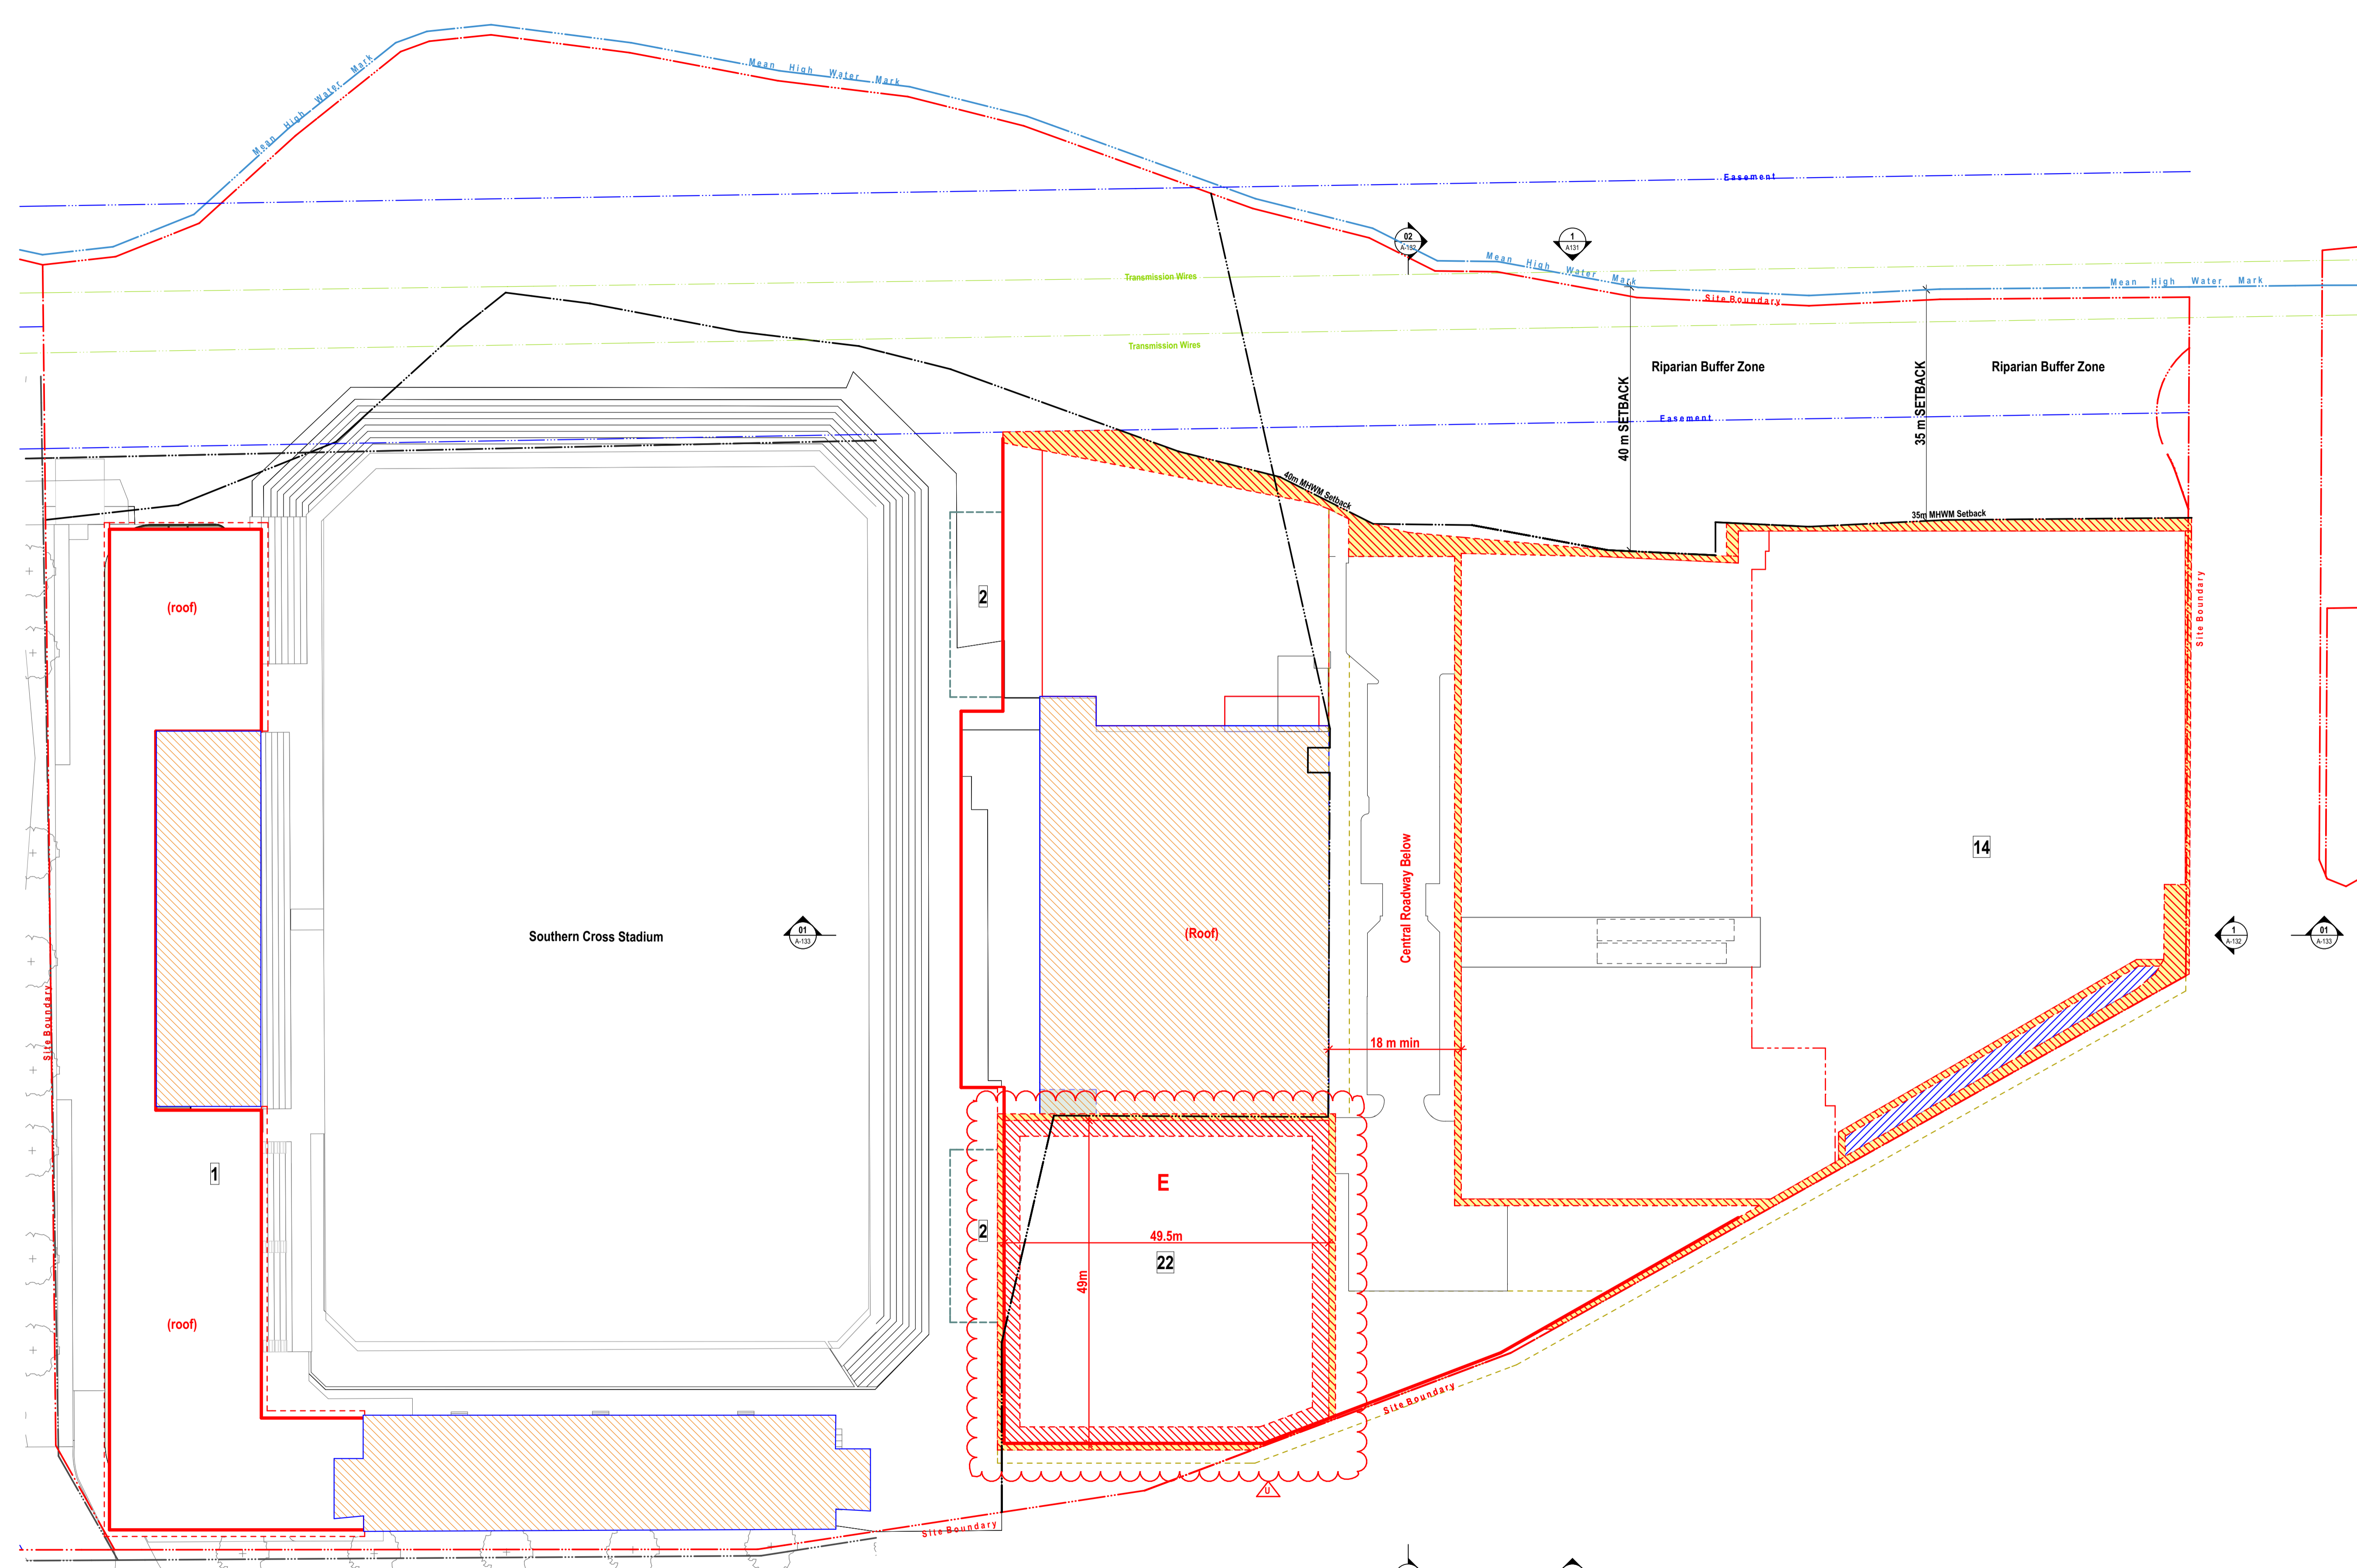 Mean High Water Mark
Mean High Water Mark
Easement
02
A-132
1
A131
Mean High Water Mark
Transmission Wires
Site Boundary
Mean High Water Mark
Transmission Wires
Riparian Buffer Zone
Riparian Buffer Zone
40 m SETBACK
35 m SETBACK
Easement
40m MHWM Setback
35m MHWM Setback
Site Boundary
(roof)
2
14
Central Roadway Below
Southern Cross Stadium
01
A-133
(Roof)
1
A-132
01
A-133
Site Boundary
18 m min
1
E
2
49.5m
22
49m
(roof)
Site Boundary
U
Site Boundary